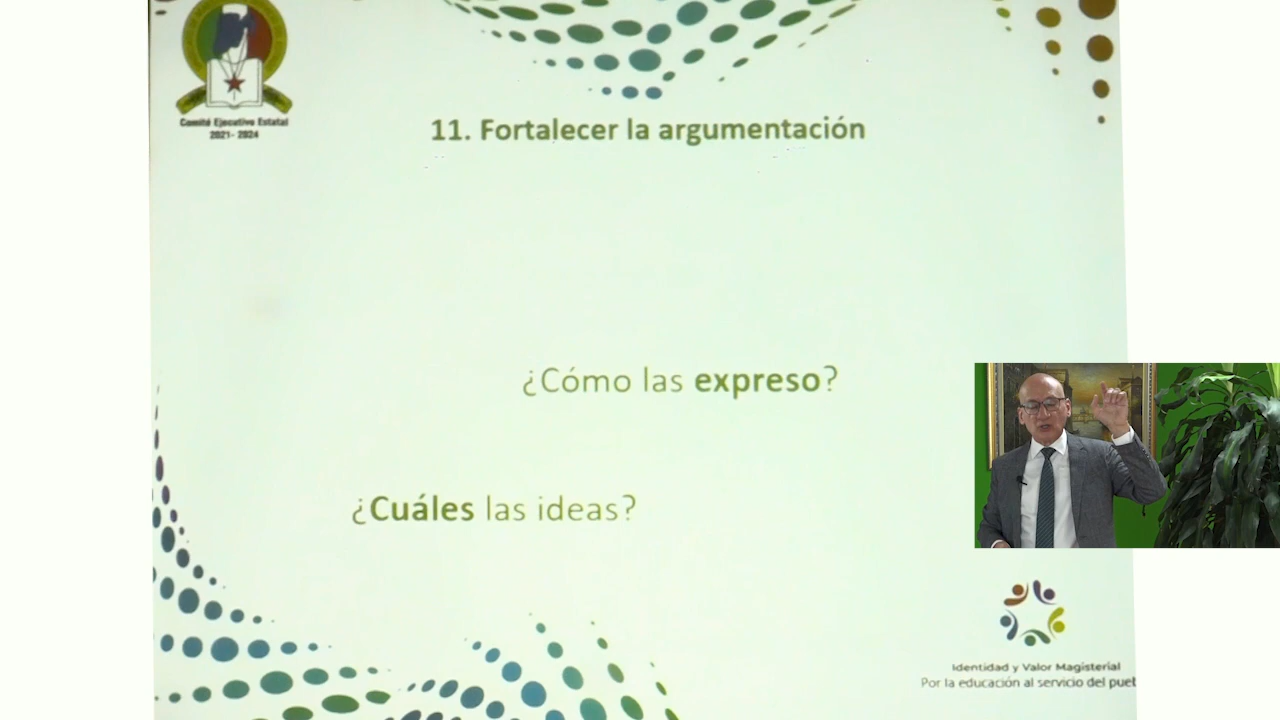 Comité Ejecutivo Estatal
2021- 2024
11. Fortalecer la argumentación
¿Cómo las expreso?
¿Cuáles las ideas?
Identidad y Valor Magisterial
Por la educación al servicio del